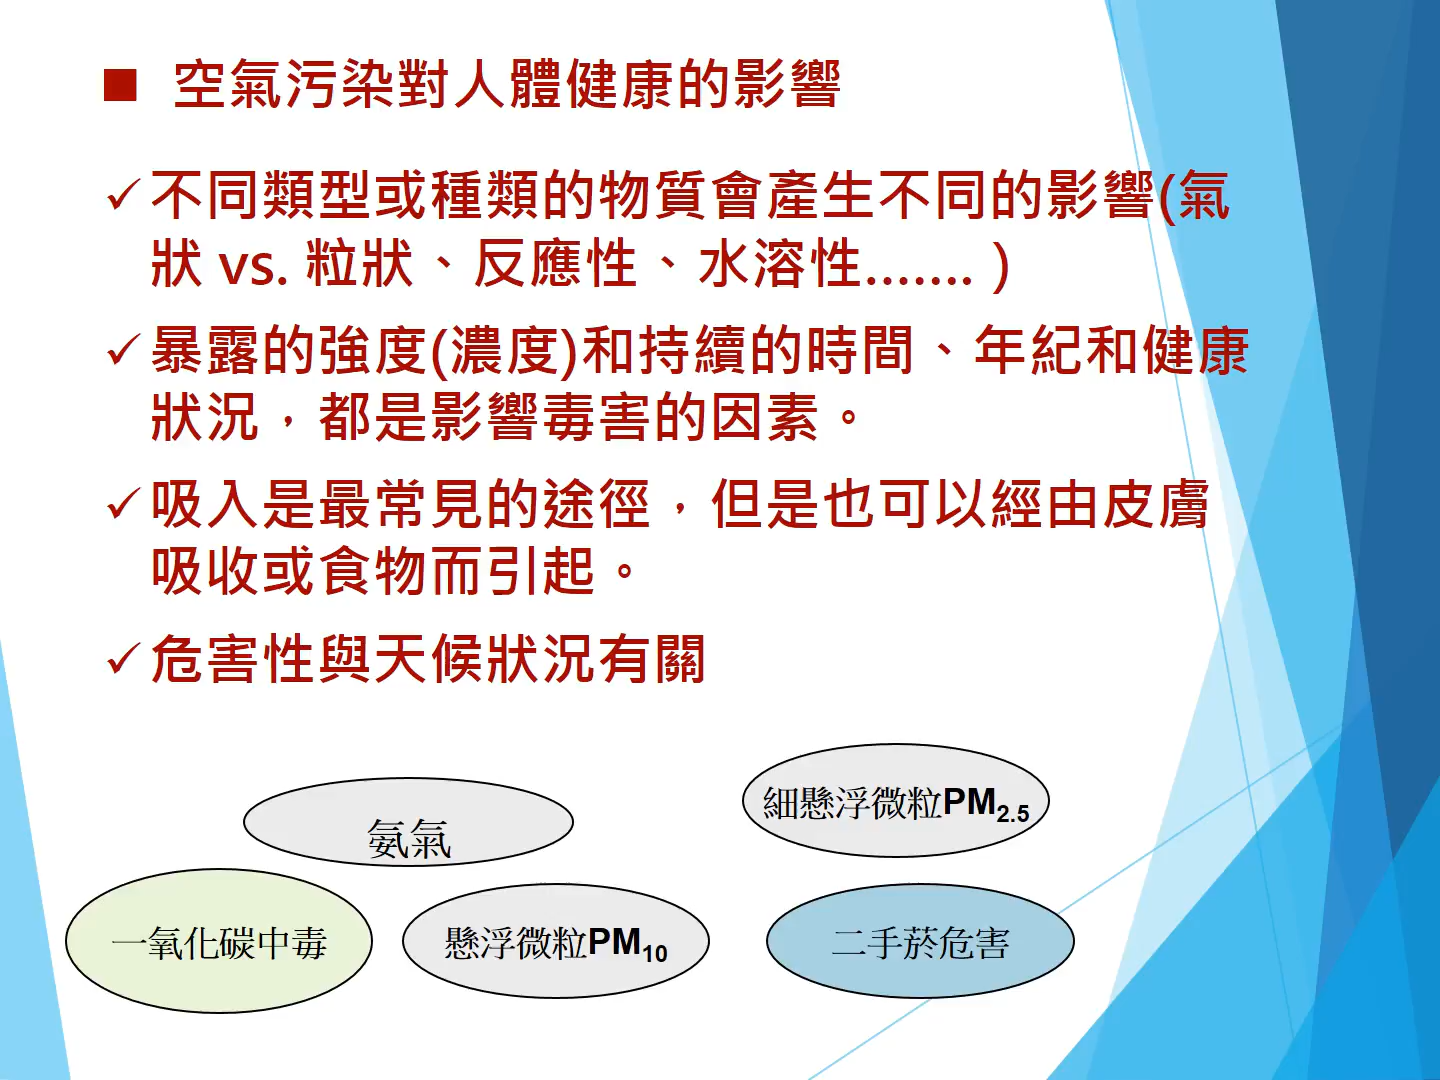 ■ 空氣污染對人體健康的影響
✓不同類型或種類的物質會產生不同的影響(氣
狀 vs. 粒狀、反應性、水溶性....... )
✓暴露的強度(濃度)和持續的時間、年紀和健康
狀況，都是影響毒害的因素。
✓吸入是最常見的途徑，但是也可以經由皮膚
吸收或食物而引起。
✓危害性與天候狀況有關
細懸浮微粒PM2.5
氨氣
一氧化碳中毒
懸浮微粒PM10
二手菸危害